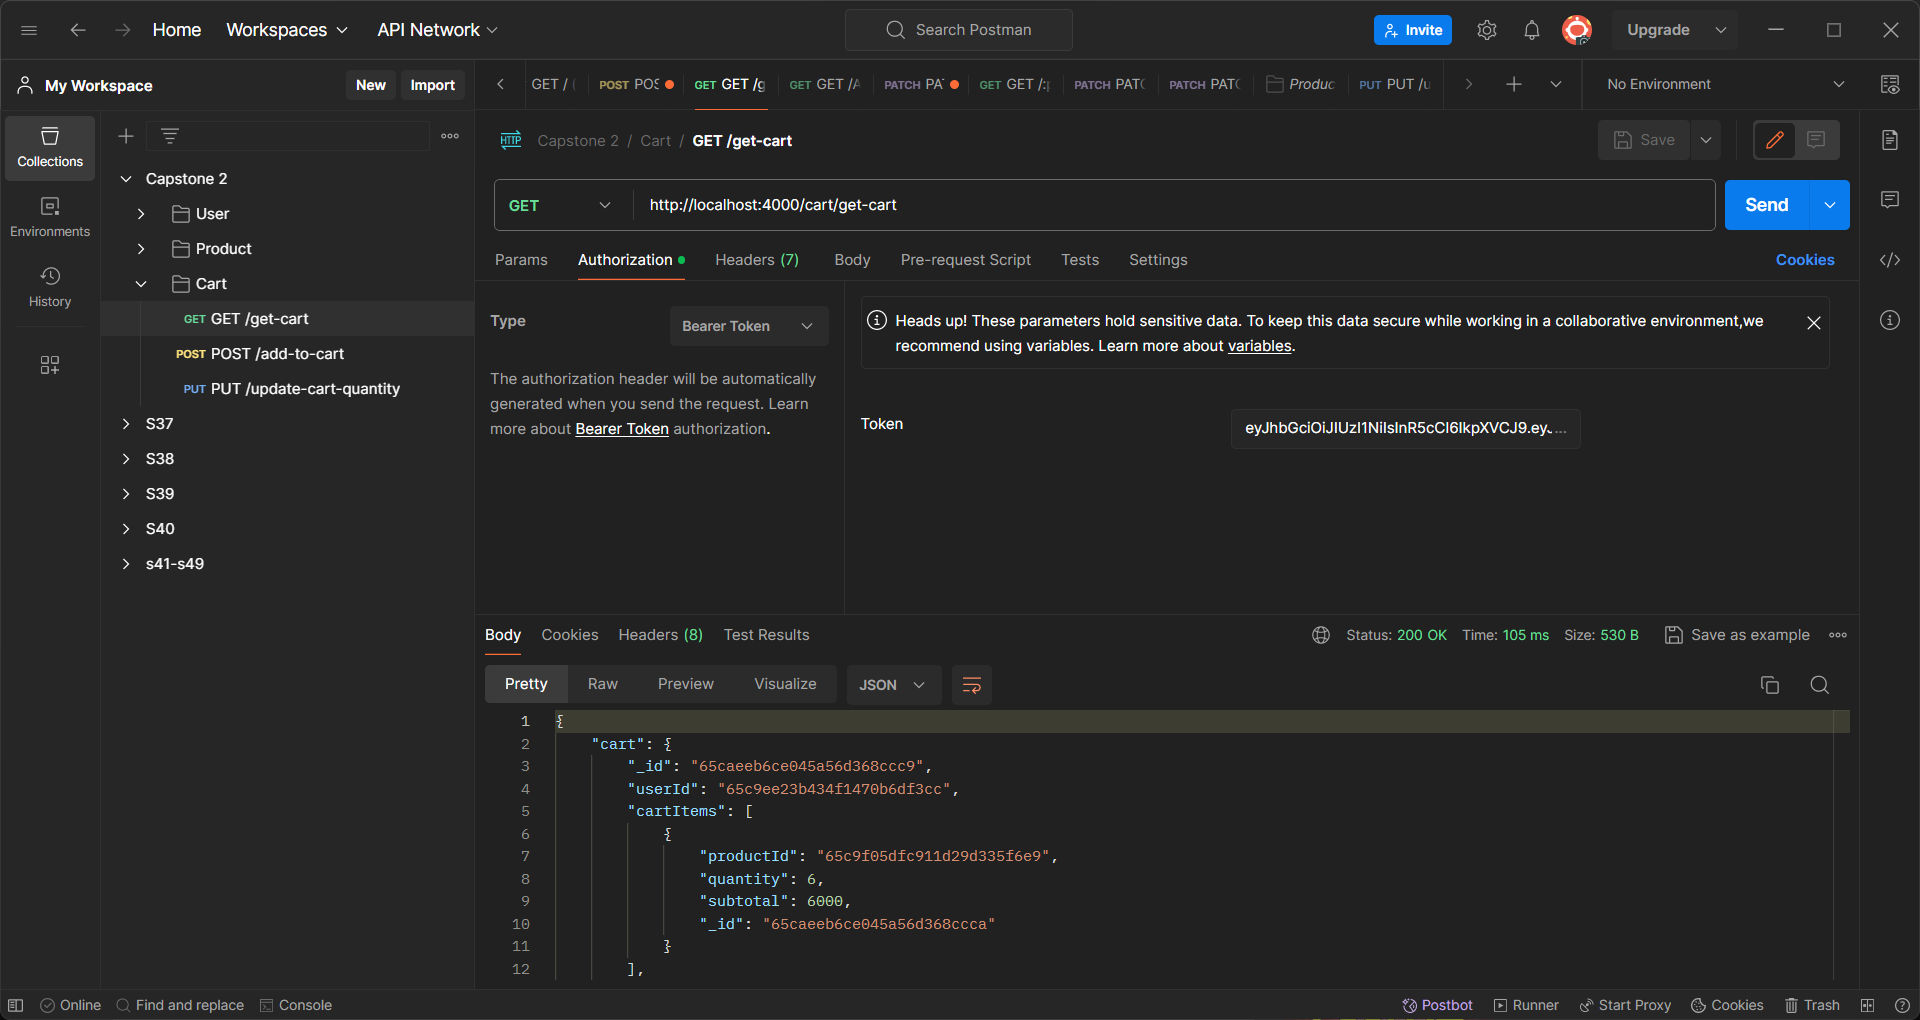 Home Workspaces API Network Search Postman Invite Upgrade
My Workspace New Import
GET / POST POS GET GET /g GET GET /A PATCH PA GET GET /: PATCH PAT PATCH PAT Produc PUT PUT /u No Environment
Collections
Environments
History
Capstone 2
User
Product
Cart
GET GET /get-cart
POST POST /add-to-cart
PUT PUT /update-cart-quantity
S37
S38
S39
S40
s41-s49
HTTP Capstone 2 / Cart / GET /get-cart Save
GET http://localhost:4000/cart/get-cart Send
Params Authorization Headers (7) Body Pre-request Script Tests Settings Cookies
Type Bearer Token
The authorization header will be automatically
generated when you send the request. Learn
more about Bearer Token authorization.
Heads up! These parameters hold sensitive data. To keep this data secure while working in a collaborative environment,we
recommend using variables. Learn more about variables.
Token
Body Cookies Headers (8) Test Results Status: 200 OK Time: 105 ms Size: 530 B Save as example
Pretty Raw Preview Visualize JSON
1 {
2 "cart": {
3 "_id": "65caeeb6ce045a56d368ccc9",
4 "userId": "65c9ee23b434f1470b6df3cc",
5 "cartItems": [
6 {
7 "productId": "65c9f05dfc911d29d335f6e9",
8 "quantity": 6,
9 "subtotal": 6000,
10 "_id": "65caeeb6ce045a56d368ccca"
11 }
12 ],
Online Find and replace Console Postbot Runner Start Proxy Cookies Trash